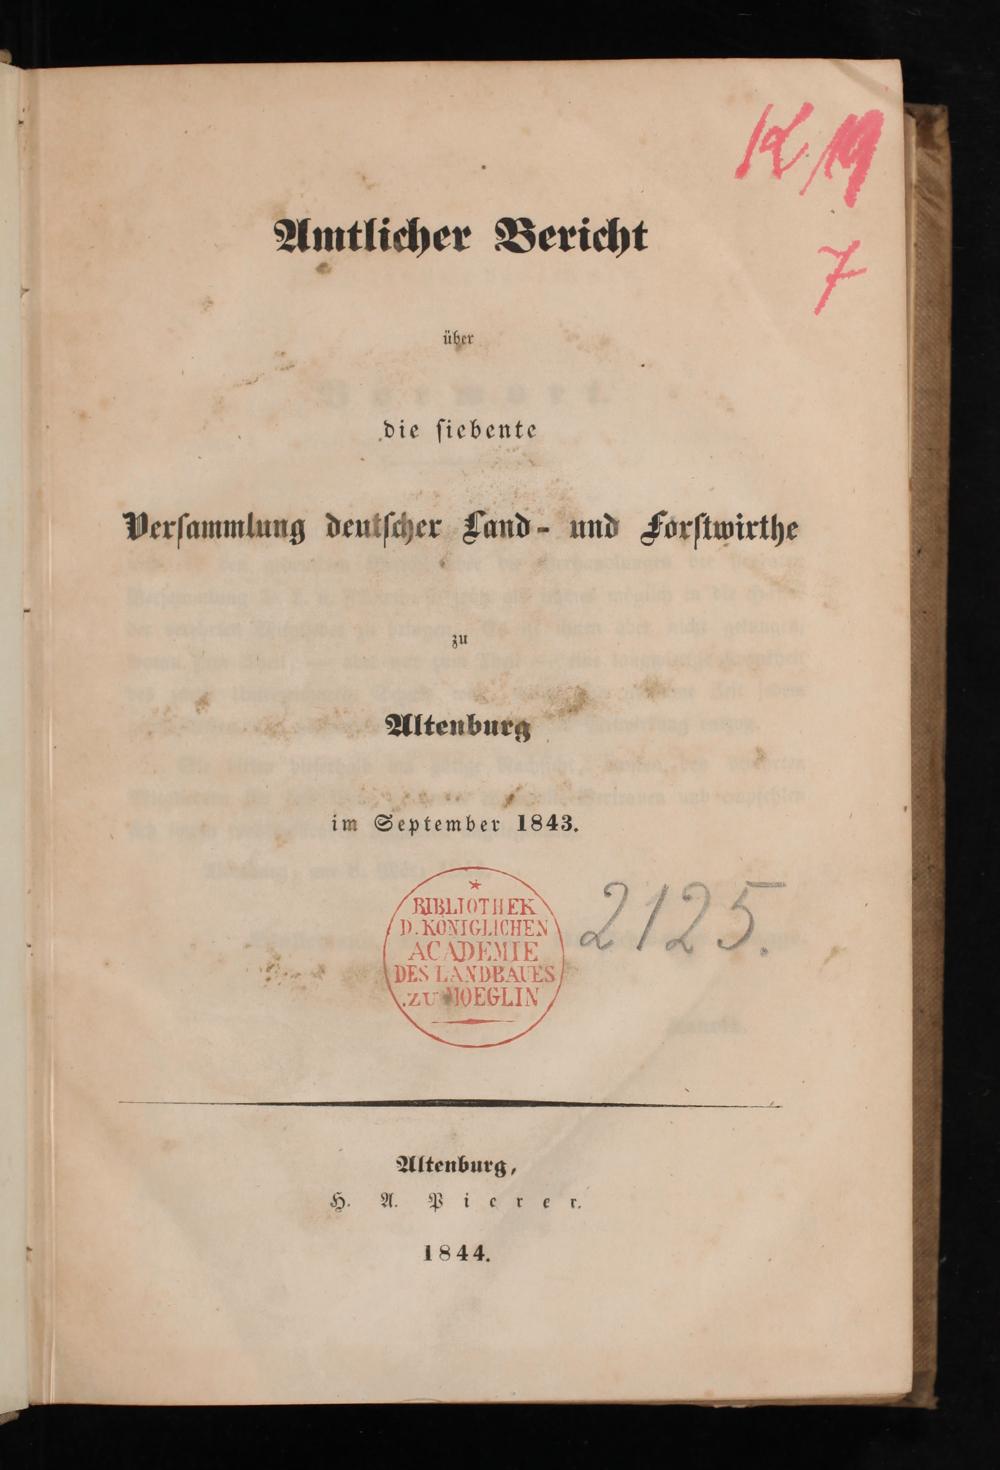 K 19
7
Amtlicher Bericht
über
die siebente
Versammlung deutscher Land- und Forstwirthe
zu
Altenburg
im September 1843.
BIBLIOTHEK
D. KÖNIGLICHEN
ACADEMIE
DES LANDBAUES
ZU MOEGLIN
2125.
Altenburg,
H. A. Pierer.
1844.